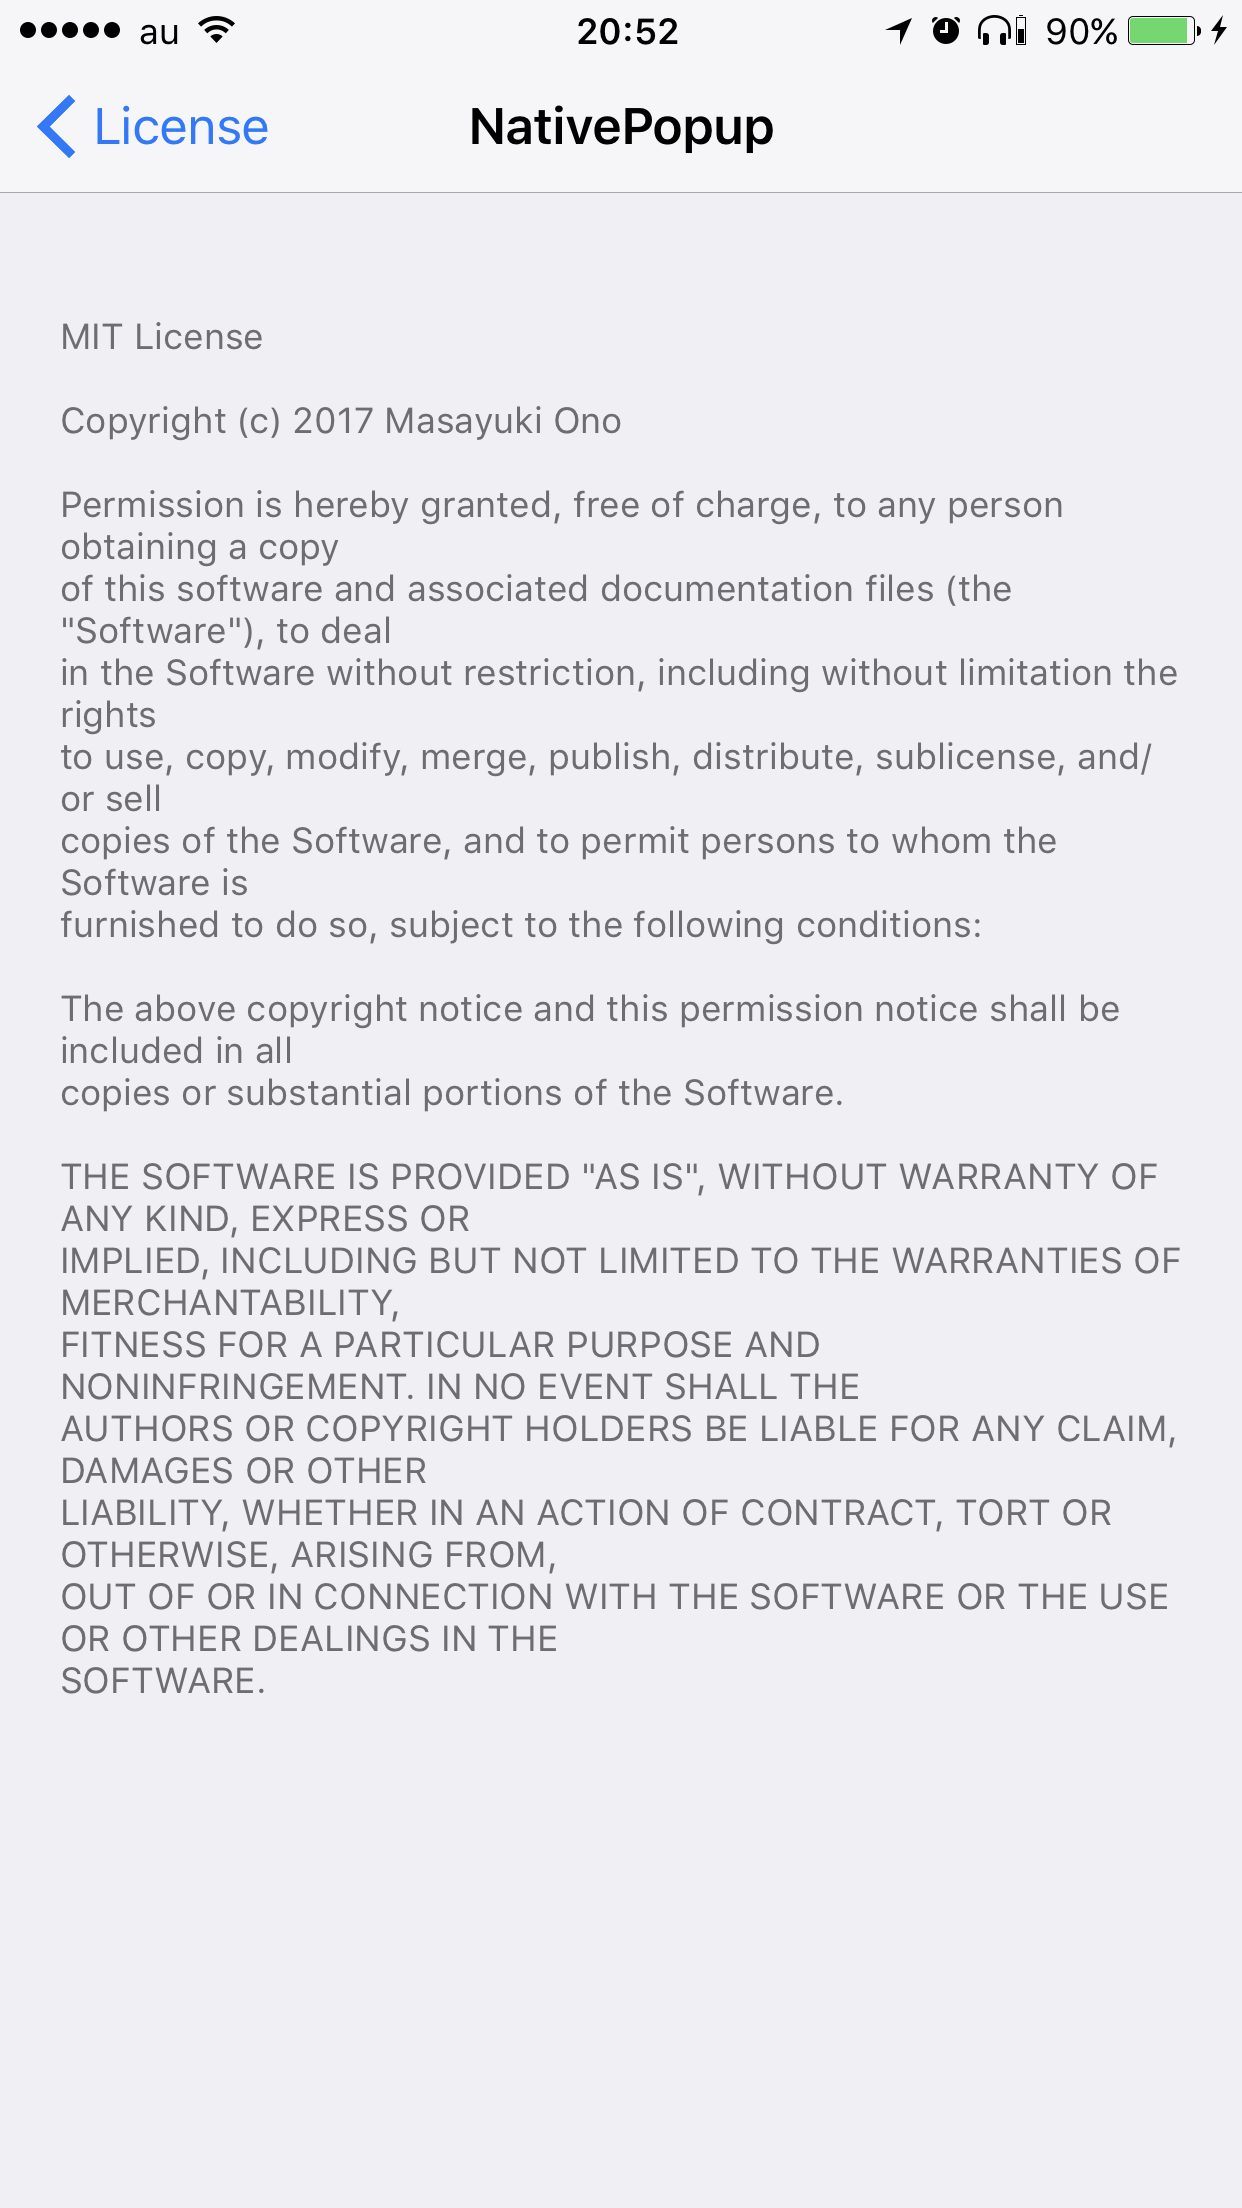 au 20:52 90%
License NativePopup
MIT License
Copyright (c) 2017 Masayuki Ono
Permission is hereby granted, free of charge, to any person
obtaining a copy
of this software and associated documentation files (the
"Software"), to deal
in the Software without restriction, including without limitation the
rights
to use, copy, modify, merge, publish, distribute, sublicense, and/
or sell
copies of the Software, and to permit persons to whom the
Software is
furnished to do so, subject to the following conditions:
The above copyright notice and this permission notice shall be
included in all
copies or substantial portions of the Software.
THE SOFTWARE IS PROVIDED "AS IS", WITHOUT WARRANTY OF
ANY KIND, EXPRESS OR
IMPLIED, INCLUDING BUT NOT LIMITED TO THE WARRANTIES OF
MERCHANTABILITY,
FITNESS FOR A PARTICULAR PURPOSE AND
NONINFRINGEMENT. IN NO EVENT SHALL THE
AUTHORS OR COPYRIGHT HOLDERS BE LIABLE FOR ANY CLAIM,
DAMAGES OR OTHER
LIABILITY, WHETHER IN AN ACTION OF CONTRACT, TORT OR
OTHERWISE, ARISING FROM,
OUT OF OR IN CONNECTION WITH THE SOFTWARE OR THE USE
OR OTHER DEALINGS IN THE
SOFTWARE.